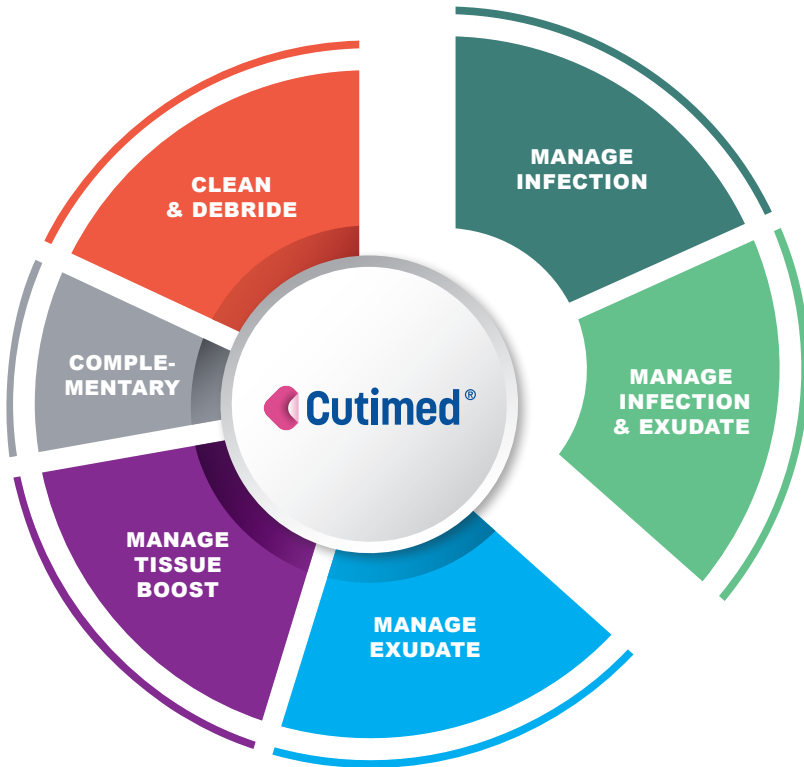 CLEAN
& DEBRIDE
MANAGE
INFECTION
COMPLE-
MENTARY
Cutimed®
MANAGE
INFECTION
& EXUDATE
MANAGE
TISSUE
BOOST
MANAGE
EXUDATE